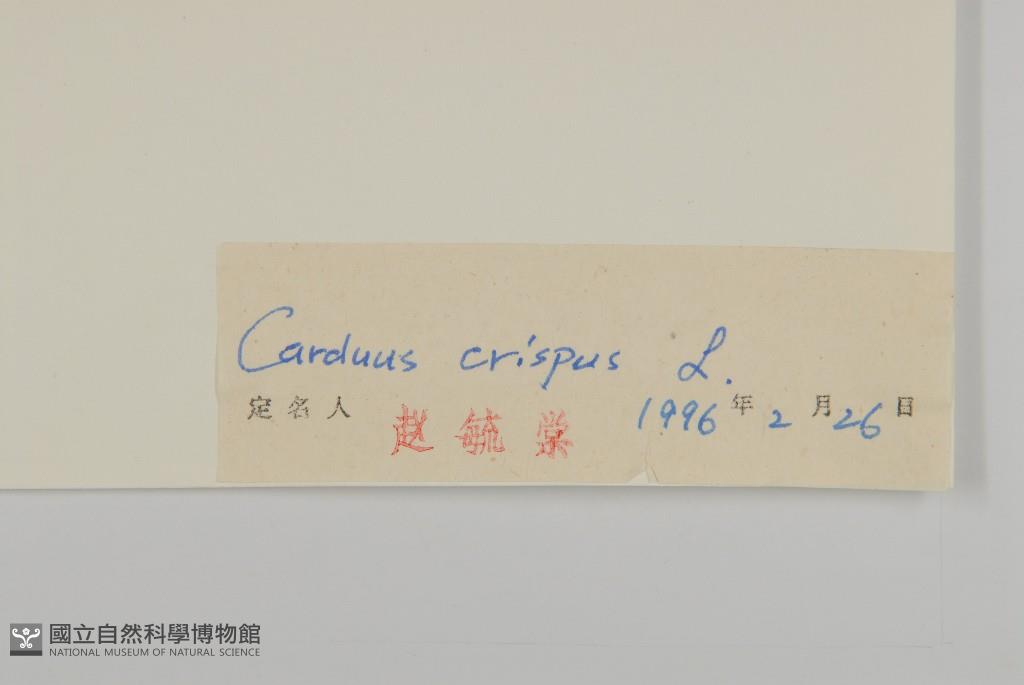 Carduus crispus L.
定名人 赵毓棠 1996年2月26日
國立自然科學博物館
NATIONAL MUSEUM OF NATURAL SCIENCE